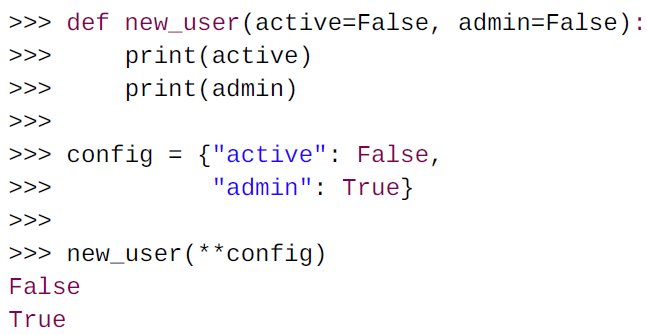 >>> def new_user(active=False, admin=False):
>>>     print(active)
>>>     print(admin)
>>>
>>> config = {"active": False,
>>>           "admin": True}
>>>
>>> new_user(**config)
False
True